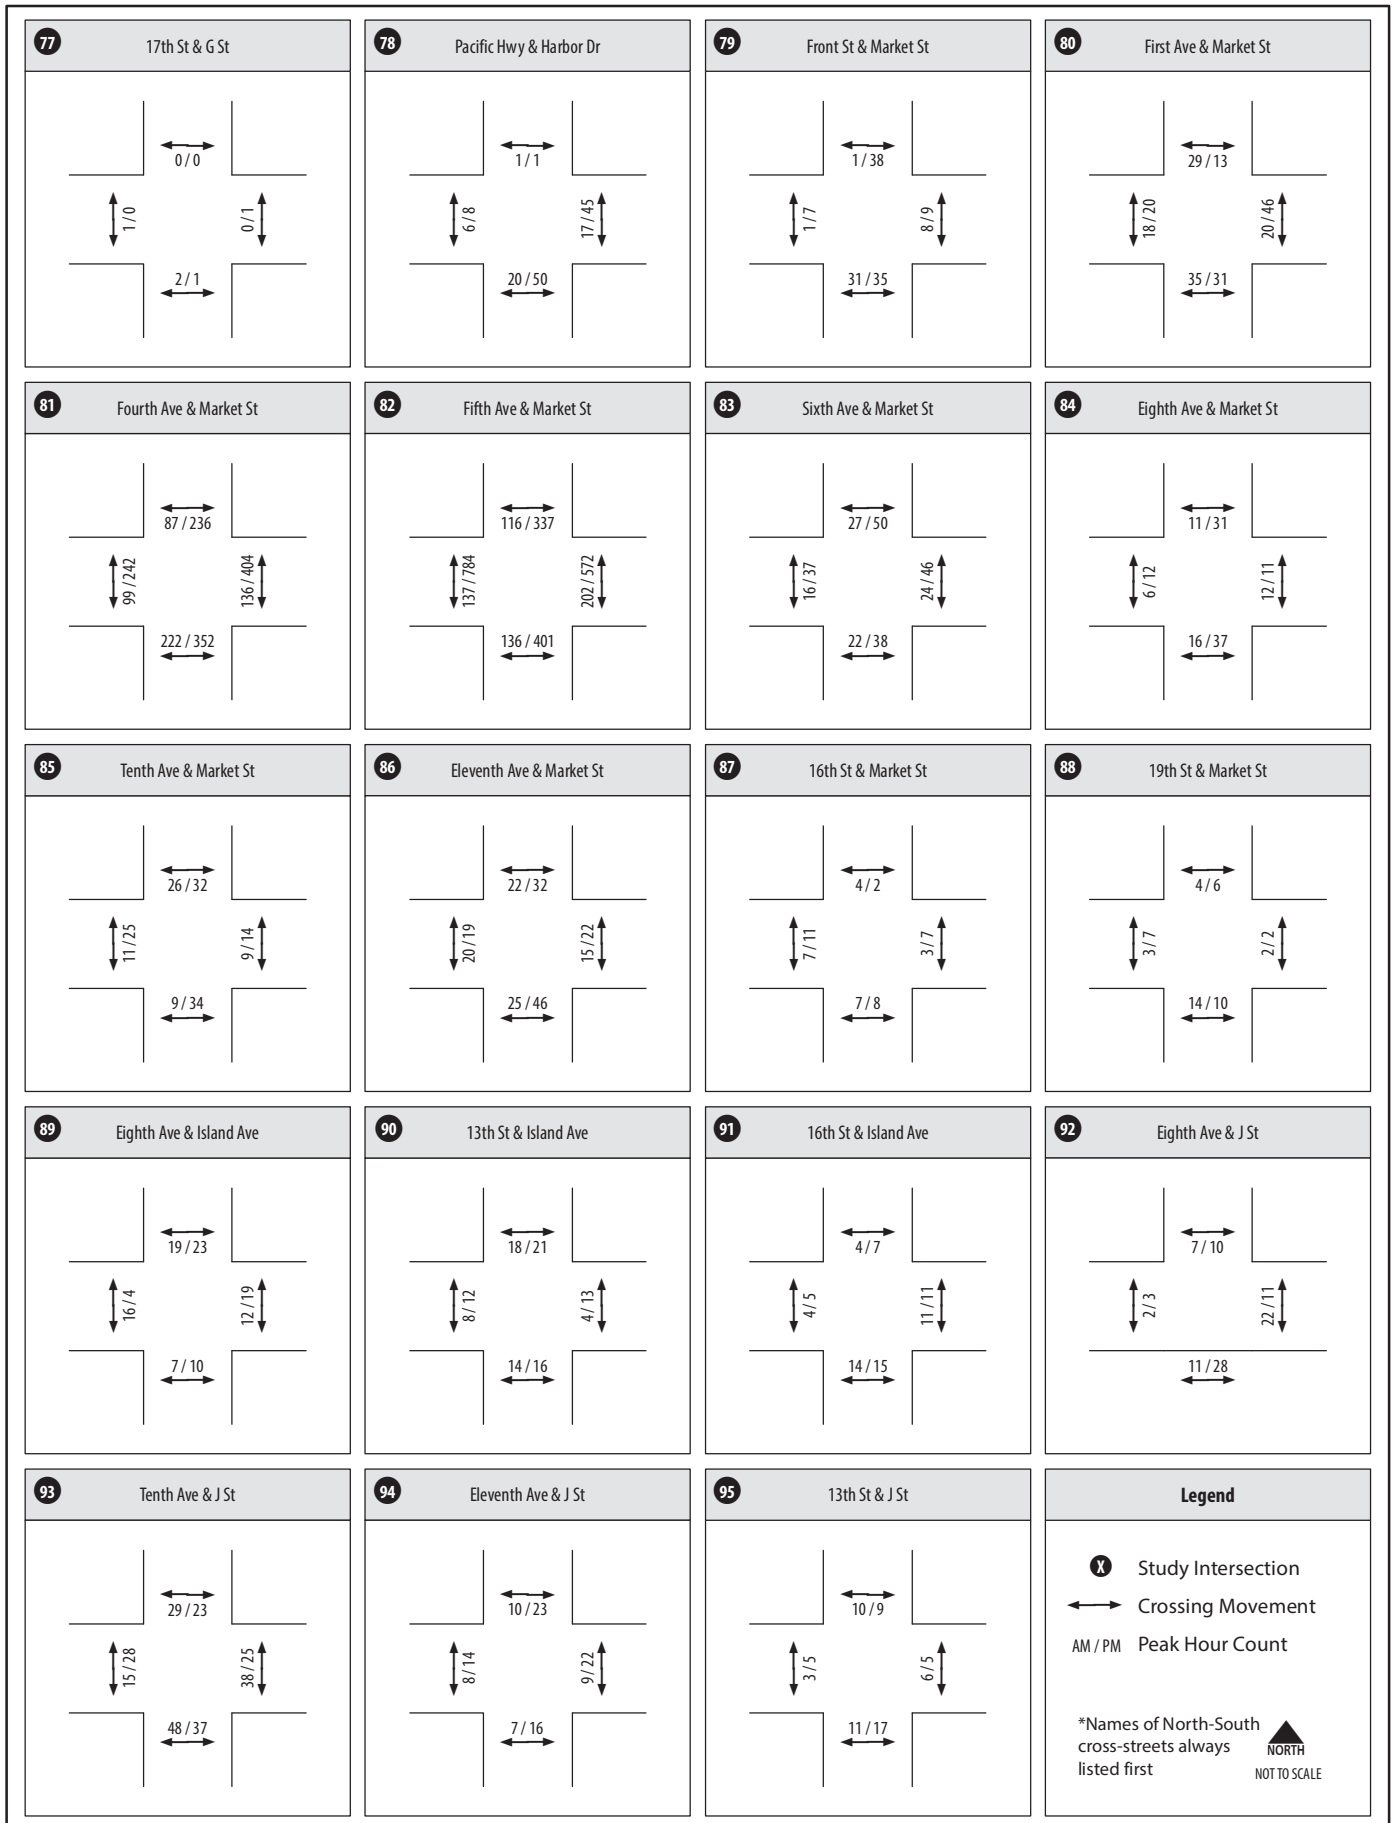 77 17th St & G St
0 / 0
1 / 0
0 / 1
2 / 1
78 Pacific Hwy & Harbor Dr
1 / 1
6 / 8
17 / 45
20 / 50
79 Front St & Market St
1 / 38
1 / 7
8 / 9
31 / 35
80 First Ave & Market St
29 / 13
18 / 20
20 / 46
35 / 31
81 Fourth Ave & Market St
87 / 236
99 / 242
136 / 404
222 / 352
82 Fifth Ave & Market St
116 / 337
137 / 784
202 / 572
136 / 401
83 Sixth Ave & Market St
27 / 50
16 / 37
24 / 46
22 / 38
84 Eighth Ave & Market St
11 / 31
6 / 12
12 / 11
16 / 37
85 Tenth Ave & Market St
26 / 32
11 / 25
9 / 14
9 / 34
86 Eleventh Ave & Market St
22 / 32
20 / 19
15 / 22
25 / 46
87 16th St & Market St
4 / 2
7 / 11
3 / 7
7 / 8
88 19th St & Market St
4 / 6
3 / 7
2 / 2
14 / 10
89 Eighth Ave & Island Ave
19 / 23
16 / 4
12 / 19
7 / 10
90 13th St & Island Ave
18 / 21
8 / 12
4 / 13
14 / 16
91 16th St & Island Ave
4 / 7
4 / 5
11 / 11
14 / 15
92 Eighth Ave & J St
7 / 10
2 / 3
22 / 11
11 / 28
93 Tenth Ave & J St
29 / 23
15 / 28
38 / 25
48 / 37
94 Eleventh Ave & J St
10 / 23
8 / 14
9 / 22
7 / 16
95 13th St & J St
10 / 9
3 / 5
6 / 5
11 / 17
Legend
X Study Intersection
Crossing Movement
AM / PM Peak Hour Count
*Names of North-South
cross-streets always
listed first
NORTH
NOT TO SCALE